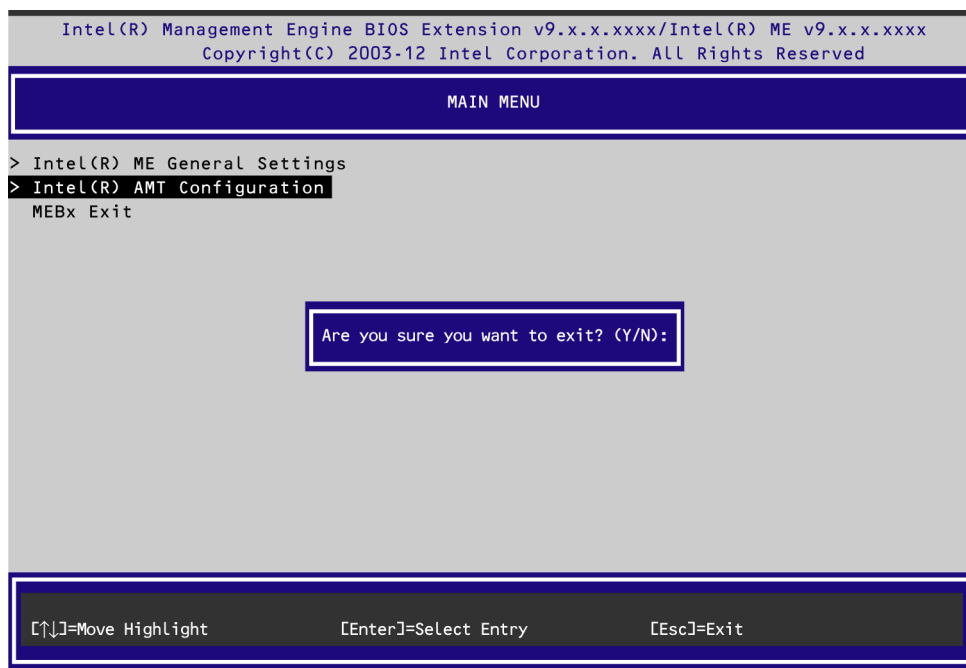 Intel(R) Management Engine BIOS Extension v9.x.x.xxxx/Intel(R) ME v9.x.x.xxxx
Copyright(C) 2003-12 Intel Corporation. All Rights Reserved
MAIN MENU
> Intel(R) ME General Settings
> Intel(R) AMT Configuration
MEBx Exit
Are you sure you want to exit? (Y/N):
[↑↓]=Move Highlight [Enter]=Select Entry [Esc]=Exit